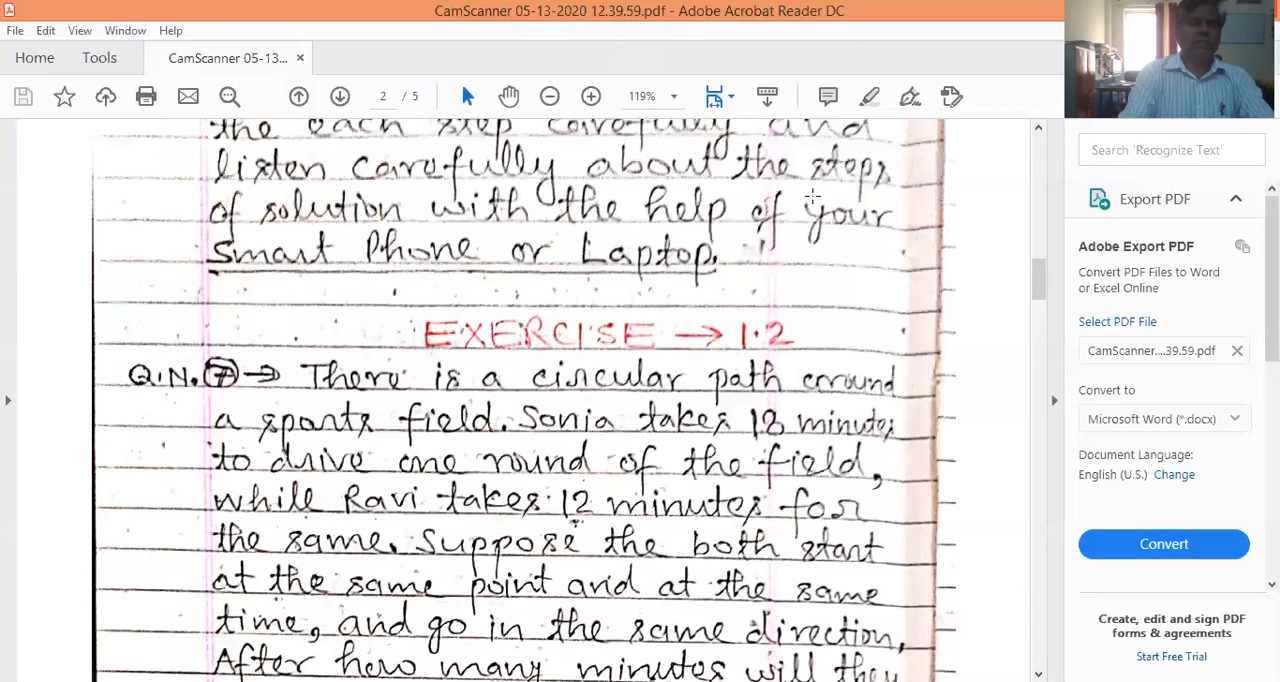 CamScanner 05-13-2020 12.39.59.pdf - Adobe Acrobat Reader DC
File Edit View Window Help
Home Tools CamScanner 05-13... ×
2 / 5 119%
the each step carefully and
listen carefully about the steps
of solution with the help of your
Smart Phone or Laptop.
EXERCISE → 1.2
Q.N. 7 → There is a circular path around
a sports field. Sonia takes 18 minutes
to drive one round of the field,
while Ravi takes 12 minutes for
the same. Suppose the both start
at the same point and at the same
time, and go in the same direction,
After how many minutes will they
Search 'Recognize Text'
Export PDF
Adobe Export PDF
Convert PDF Files to Word
or Excel Online
Select PDF File
CamScanner....39.59.pdf ×
Convert to
Microsoft Word (*.docx)
Document Language:
English (U.S.) Change
Convert
Create, edit and sign PDF
forms & agreements
Start Free Trial